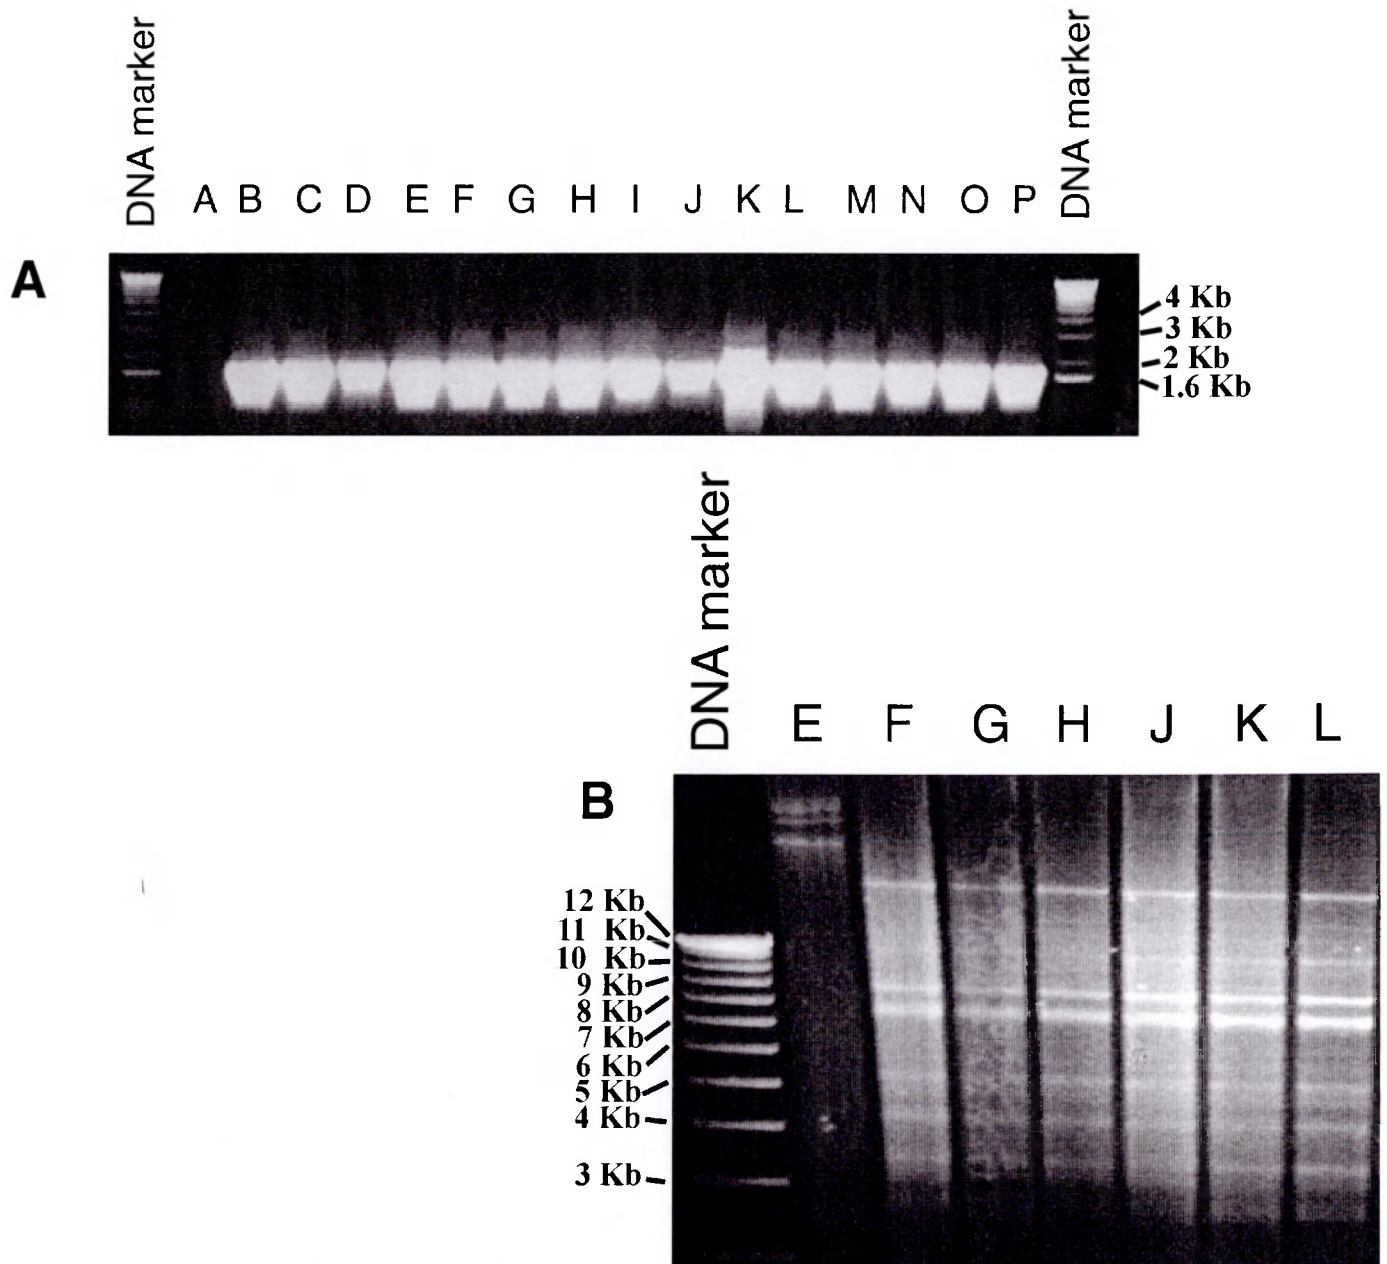 DNA marker
A B C D E F G H I J K L M N O P
DNA marker
A
4 Kb
3 Kb
2 Kb
1.6 Kb
DNA marker
E F G H J K L
B
12 Kb
11 Kb
10 Kb
9 Kb
8 Kb
7 Kb
6 Kb
5 Kb
4 Kb
3 Kb